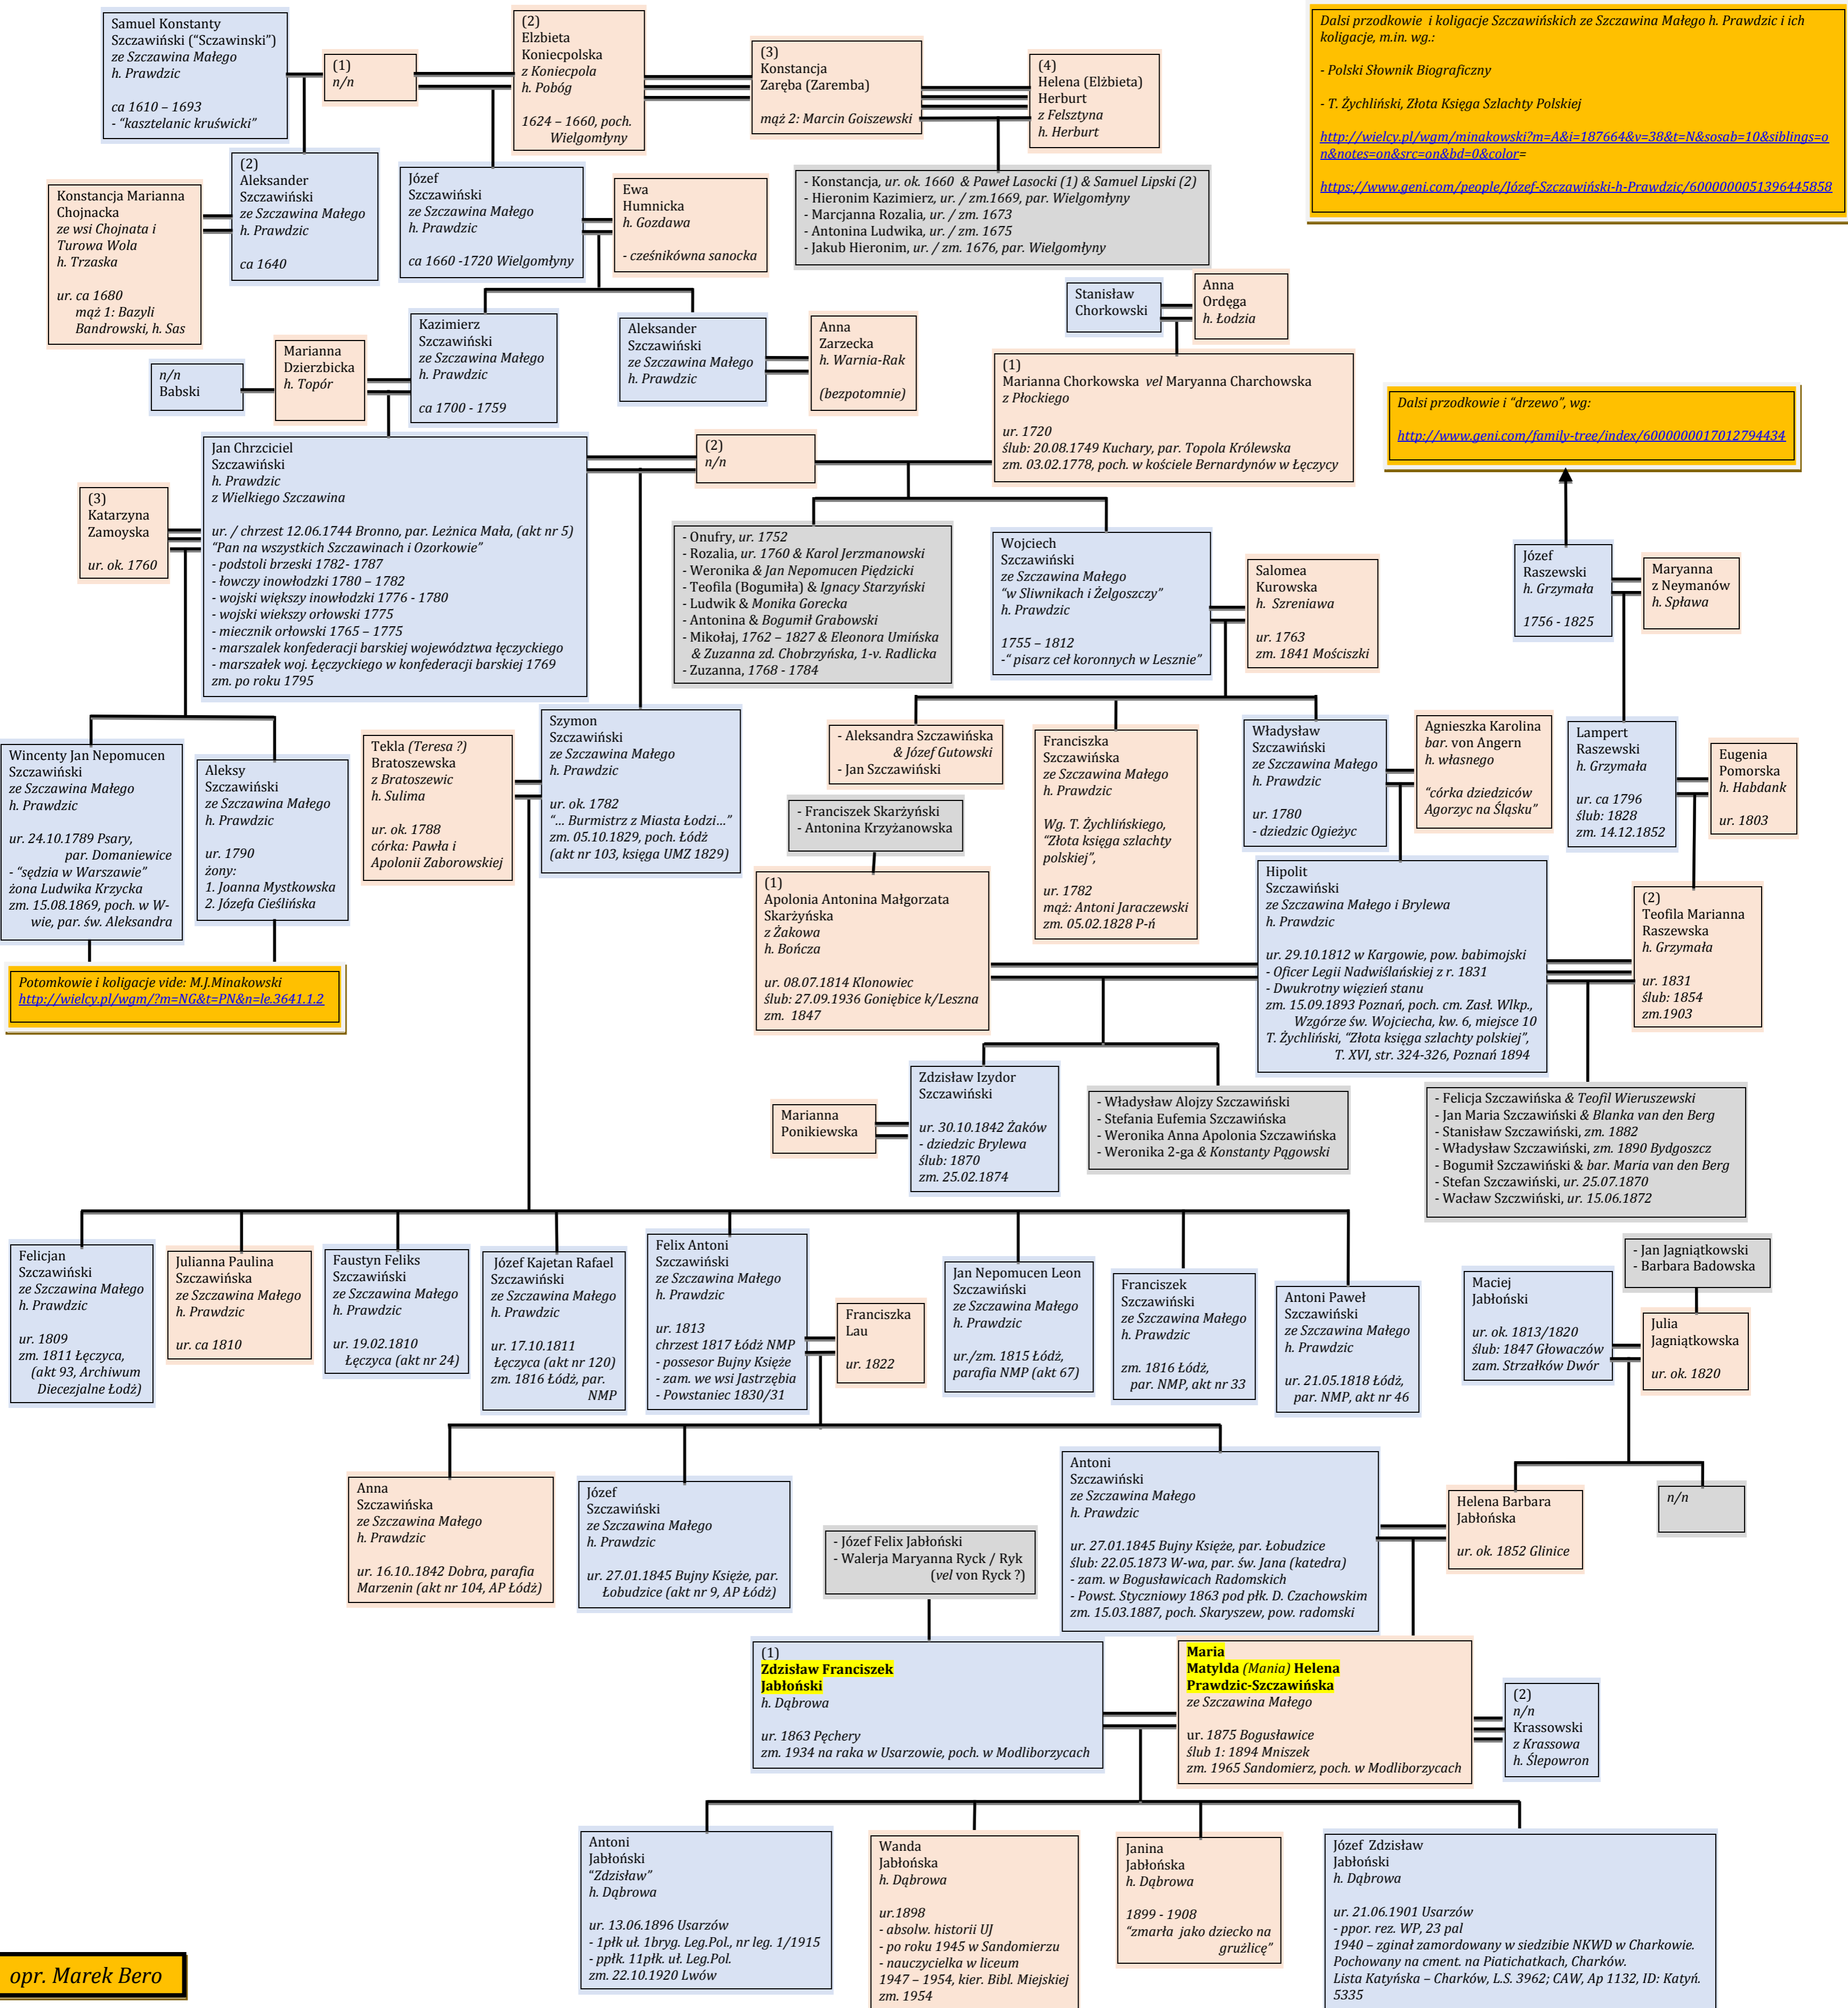 Samuel Konstanty
Szczawiński (“Sczawinski”)
ze Szczawina Małego
h. Prawdzic
ca 1610 – 1693
- “kasztelanic kruświcki”
(1)
n/n
(2)
Elzbieta
Koniecpolska
z Koniecpola
h. Pobóg
1624 – 1660, poch.
Wielgomłyny
(3)
Konstancja
Zaręba (Zaremba)
mąż 2: Marcin Goiszewski
(4)
Helena (Elżbieta)
Herburt
z Felsztyna
h. Herburt
Dalsi przodkowie i koligacje Szczawińskich ze Szczawina Małego h. Prawdzic i ich
koligacje, m.in. wg.:
- Polski Słownik Biograficzny
- T. Żychliński, Złota Księga Szlachty Polskiej
http://wielcy.pl/wgm/minakowski?m=A&i=187664&v=38&t=N&sosab=10&siblings=o
n&notes=on&src=on&bd=0&color=
https://www.geni.com/people/Józef-Szczawiński-h-Prawdzic/6000000051396445858
Konstancja Marianna
Chojnacka
ze wsi Chojnata i
Turowa Wola
h. Trzaska
ur. ca 1680
mąż 1: Bazyli
Bandrowski, h. Sas
(2)
Aleksander
Szczawiński
ze Szczawina Małego
h. Prawdzic
ca 1640
Józef
Szczawiński
ze Szczawina Małego
h. Prawdzic
ca 1660 -1720 Wielgomłyny
Ewa
Humnicka
h. Gozdawa
- cześnikówna sanocka
- Konstancja, ur. ok. 1660 & Paweł Lasocki (1) & Samuel Lipski (2)
- Hieronim Kazimierz, ur. / zm.1669, par. Wielgomłyny
- Marcjanna Rozalia, ur. / zm. 1673
- Antonina Ludwika, ur. / zm. 1675
- Jakub Hieronim, ur. / zm. 1676, par. Wielgomłyny
Stanisław
Chorkowski
Anna
Ordęga
h. Łodzia
n/n
Babski
Marianna
Dzierzbicka
h. Topór
Kazimierz
Szczawiński
ze Szczawina Małego
h. Prawdzic
ca 1700 - 1759
Aleksander
Szczawiński
ze Szczawina Małego
h. Prawdzic
Anna
Zarzecka
h. Warnia-Rak
(bezpotomnie)
(1)
Marianna Chorkowska vel Maryanna Charchowska
z Płockiego
ur. 1720
ślub: 20.08.1749 Kuchary, par. Topola Królewska
zm. 03.02.1778, poch. w kościele Bernardynów w Łęczycy
Dalsi przodkowie i “drzewo”, wg:
http://www.geni.com/family-tree/index/6000000017012794434
(3)
Katarzyna
Zamoyska
ur. ok. 1760
Jan Chrzciciel
Szczawiński
h. Prawdzic
z Wielkiego Szczawina
ur. / chrzest 12.06.1744 Bronno, par. Leźnica Mała, (akt nr 5)
“Pan na wszystkich Szczawinach i Ozorkowie”
- podstoli brzeski 1782- 1787
- łowczy inowłodzki 1780 – 1782
- wojski większy inowłodzki 1776 - 1780
- wojski wiekszy orłowski 1775
- miecznik orłowski 1765 – 1775
- marszałek konfederacji barskiej województwa łęczyckiego
- marszałek woj. Łęczyckiego w konfederacji barskiej 1769
zm. po roku 1795
(2)
n/n
- Onufry, ur. 1752
- Rozalia, ur. 1760 & Karol Jerzmanowski
- Weronika & Jan Nepomucen Piędzicki
- Teofila (Bogumiła) & Ignacy Starzyński
- Ludwik & Monika Gorecka
- Antonina & Bogumił Grabowski
- Mikołaj, 1762 – 1827 & Eleonora Umińska
& Zuzanna zd. Chobrzyńska, 1-v. Radlicka
- Zuzanna, 1768 - 1784
Wojciech
Szczawiński
ze Szczawina Małego
“w Sliwnikach i Żelgoszczy”
h. Prawdzic
1755 – 1812
-“ pisarz ceł koronnych w Lesznie”
Salomea
Kurowska
h. Szreniawa
ur. 1763
zm. 1841 Mościszki
Józef
Raszewski
h. Grzymała
1756 - 1825
Maryanna
z Neymanów
h. Spława
Wincenty Jan Nepomucen
Szczawiński
ze Szczawina Małego
h. Prawdzic
ur. 24.10.1789 Psary,
par. Domaniewice
- “sędzia w Warszawie”
żona Ludwika Krzycka
zm. 15.08.1869, poch. w W-
wie, par. św. Aleksandra
Aleksy
Szczawiński
ze Szczawina Małego
h. Prawdzic
ur. 1790
żony:
1. Joanna Mystkowska
2. Józefa Cieślińska
Tekla (Teresa ?)
Bratoszewska
z Bratoszewic
h. Sulima
ur. ok. 1788
córka: Pawła i
Apolonii Zaborowskiej
Szymon
Szczawiński
ze Szczawina Małego
h. Prawdzic
ur. ok. 1782
“... Burmistrz z Miasta Łodzi...”
zm. 05.10.1829, poch. Łódź
(akt nr 103, księga UMZ 1829)
- Aleksandra Szczawińska
& Józef Gutowski
- Jan Szczawiński
Franciszka
Szczawińska
ze Szczawina Małego
h. Prawdzic
Wg. T. Żychlińskiego,
“Złota księga szlachty
polskiej”,
ur. 1782
mąż: Antoni Jaraczewski
zm. 05.02.1828 P-ń
Władysław
Szczawiński
ze Szczawina Małego
h. Prawdzic
ur. 1780
- dziedzic Ogieżyc
Agnieszka Karolina
bar. von Angern
h. własnego
“córka dziedziców
Agorzyc na Śląsku”
Lampert
Raszewski
h. Grzymała
ur. ca 1796
ślub: 1828
zm. 14.12.1852
Eugenia
Pomorska
h. Habdank
ur. 1803
- Franciszek Skarżyński
- Antonina Krzyżanowska
(1)
Apolonia Antonina Małgorzata
Skarżyńska
z Żakowa
h. Bończa
ur. 08.07.1814 Klonowiec
ślub: 27.09.1936 Goniębice k/Leszna
zm. 1847
Hipolit
Szczawiński
ze Szczawina Małego i Brylewa
h. Prawdzic
ur. 29.10.1812 w Kargowie, pow. babimojski
- Oficer Legii Nadwiślańskiej z r. 1831
- Dwukrotny więzień stanu
zm. 15.09.1893 Poznań, poch. cm. Zasł. Wlkp.,
Wzgórze św. Wojciecha, kw. 6, miejsce 10
T. Żychliński, “Złota księga szlachty polskiej”,
T. XVI, str. 324-326, Poznań 1894
(2)
Teofila Marianna
Raszewska
h. Grzymała
ur. 1831
ślub: 1854
zm.1903
Potomkowie i koligacje vide: M.J.Minakowski
http://wielcy.pl/wgm/?m=NG&t=PN&n=le.3641.1.2
Marianna
Ponikiewska
Zdzisław Izydor
Szczawiński
ur. 30.10.1842 Żaków
- dziedzic Brylewa
ślub: 1870
zm. 25.02.1874
- Władysław Alojzy Szczawiński
- Stefania Eufemia Szczawińska
- Weronika Anna Apolonia Szczawińska
- Weronika 2-ga & Konstanty Pągowski
- Felicja Szczawińska & Teofil Wieruszewski
- Jan Maria Szczawiński & Blanka van den Berg
- Stanisław Szczawiński, zm. 1882
- Władysław Szczawiński, zm. 1890 Bydgoszcz
- Bogumił Szczawiński & bar. Maria van den Berg
- Stefan Szczawiński, ur. 25.07.1870
- Wacław Szczwiński, ur. 15.06.1872
Felicjan
Szczawiński
ze Szczawina Małego
h. Prawdzic
ur. 1809
zm. 1811 Łęczyca,
(akt 93, Archiwum
Diecezjalne Łodź)
Julianna Paulina
Szczawińska
ze Szczawina Małego
h. Prawdzic
ur. ca 1810
Faustyn Feliks
Szczawiński
ze Szczawina Małego
h. Prawdzic
ur. 19.02.1810
Łęczyca (akt nr 24)
Józef Kajetan Rafael
Szczawiński
ze Szczawina Małego
h. Prawdzic
ur. 17.10.1811
Łęczyca (akt nr 120)
zm. 1816 Łódź, par.
NMP
Felix Antoni
Szczawiński
ze Szczawina Małego
h. Prawdzic
ur. 1813
chrzest 1817 Łódź NMP
- possesor Bujny Księże
- zam. we wsi Jastrzębia
- Powstaniec 1830/31
Franciszka
Lau
ur. 1822
Jan Nepomucen Leon
Szczawiński
ze Szczawina Małego
h. Prawdzic
ur./zm. 1815 Łódź,
parafia NMP (akt 67)
Franciszek
Szczawiński
ze Szczawina Małego
h. Prawdzic
zm. 1816 Łódź,
par. NMP, akt nr 33
Antoni Paweł
Szczawiński
ze Szczawina Małego
h. Prawdzic
ur. 21.05.1818 Łódź,
par. NMP, akt nr 46
Maciej
Jabłoński
ur. ok. 1813/1820
ślub: 1847 Głowaczów
zam. Strzałków Dwór
- Jan Jagniątkowski
- Barbara Badowska
Julia
Jagniątkowska
ur. ok. 1820
Anna
Szczawińska
ze Szczawina Małego
h. Prawdzic
ur. 16.10..1842 Dobra, parafia
Marzenin (akt nr 104, AP Łódź)
Józef
Szczawiński
ze Szczawina Małego
h. Prawdzic
ur. 27.01.1845 Bujny Księże, par.
Łobudzice (akt nr 9, AP Łódź)
Antoni
Szczawiński
ze Szczawina Małego
h. Prawdzic
ur. 27.01.1845 Bujny Księże, par. Łobudzice
ślub: 22.05.1873 W-wa, par. św. Jana (katedra)
- zam. w Bogusławicach Radomskich
- Powst. Styczniowy 1863 pod płk. D. Czachowskim
zm. 15.03.1887, poch. Skaryszew, pow. radomski
Helena Barbara
Jabłońska
ur. ok. 1852 Glinice
n/n
- Józef Felix Jabłoński
- Walerja Maryanna Ryck / Ryk
(vel von Ryck ?)
(1)
Zdzisław Franciszek
Jabłoński
h. Dąbrowa
ur. 1863 Pęchery
zm. 1934 na raka w Usarzowie, poch. w Modliborzycach
Maria
Matylda (Mania) Helena
Prawdzic-Szczawińska
ze Szczawina Małego
ur. 1875 Bogusławice
ślub 1: 1894 Mniszek
zm. 1965 Sandomierz, poch. w Modliborzycach
(2)
n/n
Krassowski
z Krassowa
h. Ślepowron
Antoni
Jabłoński
“Zdzisław”
h. Dąbrowa
ur. 13.06.1896 Usarzów
- 1płk uł. 1bryg. Leg.Pol., nr leg. 1/1915
- ppłk. 11płk. uł. Leg.Pol.
zm. 22.10.1920 Lwów
Wanda
Jabłońska
h. Dąbrowa
ur.1898
- absolw. historii UJ
- po roku 1945 w Sandomierzu
- nauczycielka w liceum
1947 – 1954, kier. Bibl. Miejskiej
zm. 1954
Janina
Jabłońska
h. Dąbrowa
1899 - 1908
“zmarła jako dziecko na
gruźlicę”
Józef Zdzisław
Jabłoński
h. Dąbrowa
ur. 21.06.1901 Usarzów
- ppor. rez. WP, 23 pal
1940 – zginał zamordowany w siedzibie NKWD w Charkowie.
Pochowany na cment. na Piatichatkach, Charków.
Lista Katyńska – Charków, L.S. 3962; CAW, Ap 1132, ID: Katyń.
5335
opr. Marek Bero